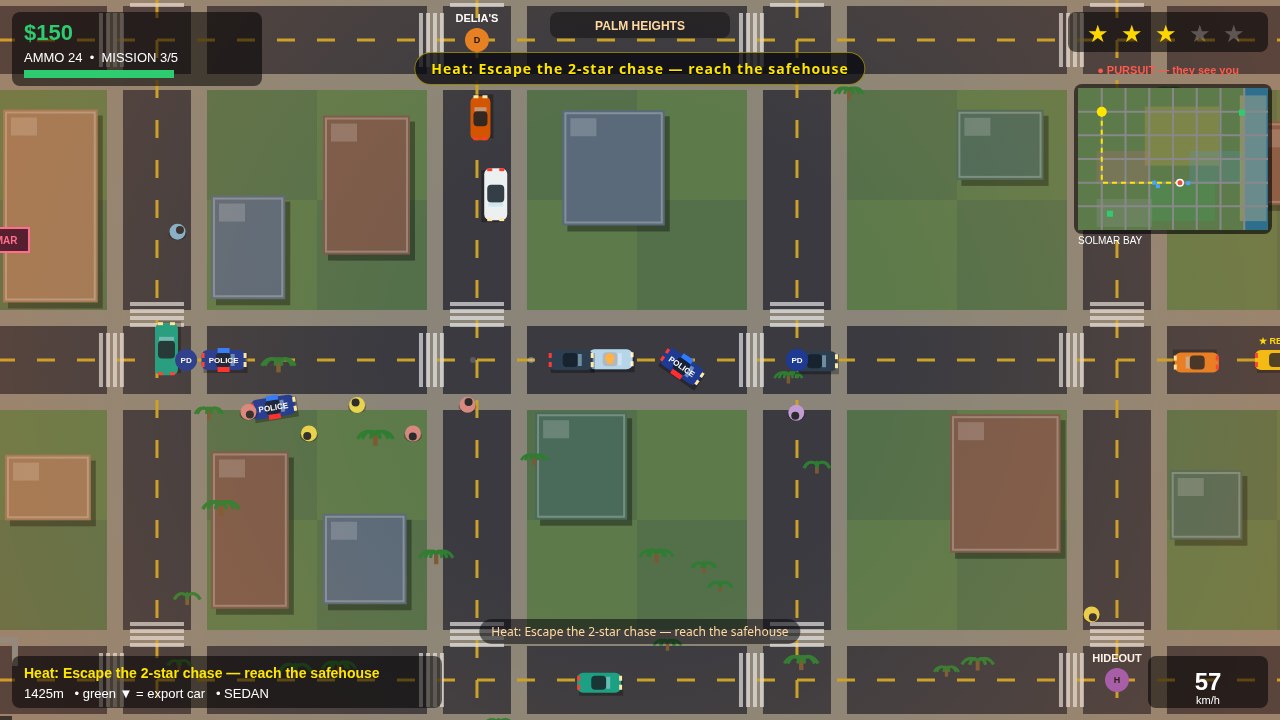 $150
AMMO 24 • MISSION 3/5
DELIA'S
D
PALM HEIGHTS
Heat: Escape the 2-star chase — reach the safehouse
★ ★ ★ ★ ★
● PURSUIT — they see you
SOLMAR BAY
MAR
PD
POLICE
POLICE
POLICE
PD
★ RE
Heat: Escape the 2-star chase — reach the safehouse
Heat: Escape the 2-star chase — reach the safehouse
1425m • green ▼ = export car • SEDAN
HIDEOUT
H
57
km/h